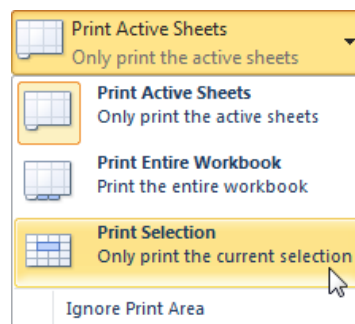 Print Active Sheets
Only print the active sheets
Print Active Sheets
Only print the active sheets
Print Entire Workbook
Print the entire workbook
Print Selection
Only print the current selection
Ignore Print Area